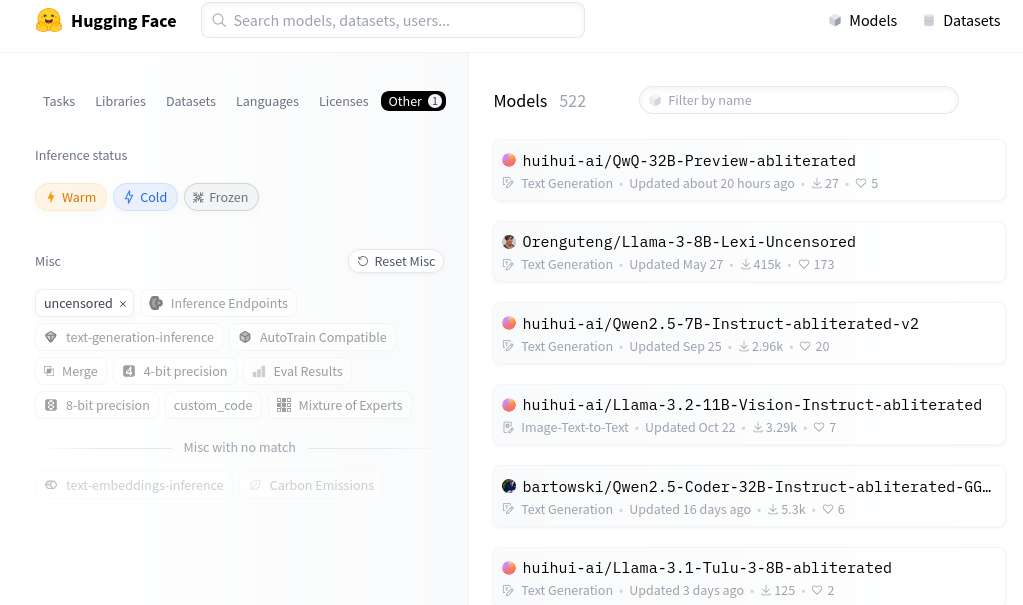 Hugging Face
Search models, datasets, users...
Models
Datasets
Tasks Libraries Datasets Languages Licenses Other 1
Inference status
Warm Cold Frozen
Misc
Reset Misc
uncensored × Inference Endpoints
text-generation-inference AutoTrain Compatible
Merge 4-bit precision Eval Results
8-bit precision custom_code Mixture of Experts
Misc with no match
text-embeddings-inference Carbon Emissions
Models 522
Filter by name
huihui-ai/QwQ-32B-Preview-abliterated
Text Generation • Updated about 20 hours ago • 27 • 5
Orenguteng/Llama-3-8B-Lexi-Uncensored
Text Generation • Updated May 27 • 415k • 173
huihui-ai/Qwen2.5-7B-Instruct-abliterated-v2
Text Generation • Updated Sep 25 • 2.96k • 20
huihui-ai/Llama-3.2-11B-Vision-Instruct-abliterated
Image-Text-to-Text • Updated Oct 22 • 3.29k • 7
bartowski/Qwen2.5-Coder-32B-Instruct-abliterated-GG…
Text Generation • Updated 16 days ago • 5.3k • 6
huihui-ai/Llama-3.1-Tulu-3-8B-abliterated
Text Generation • Updated 3 days ago • 125 • 2